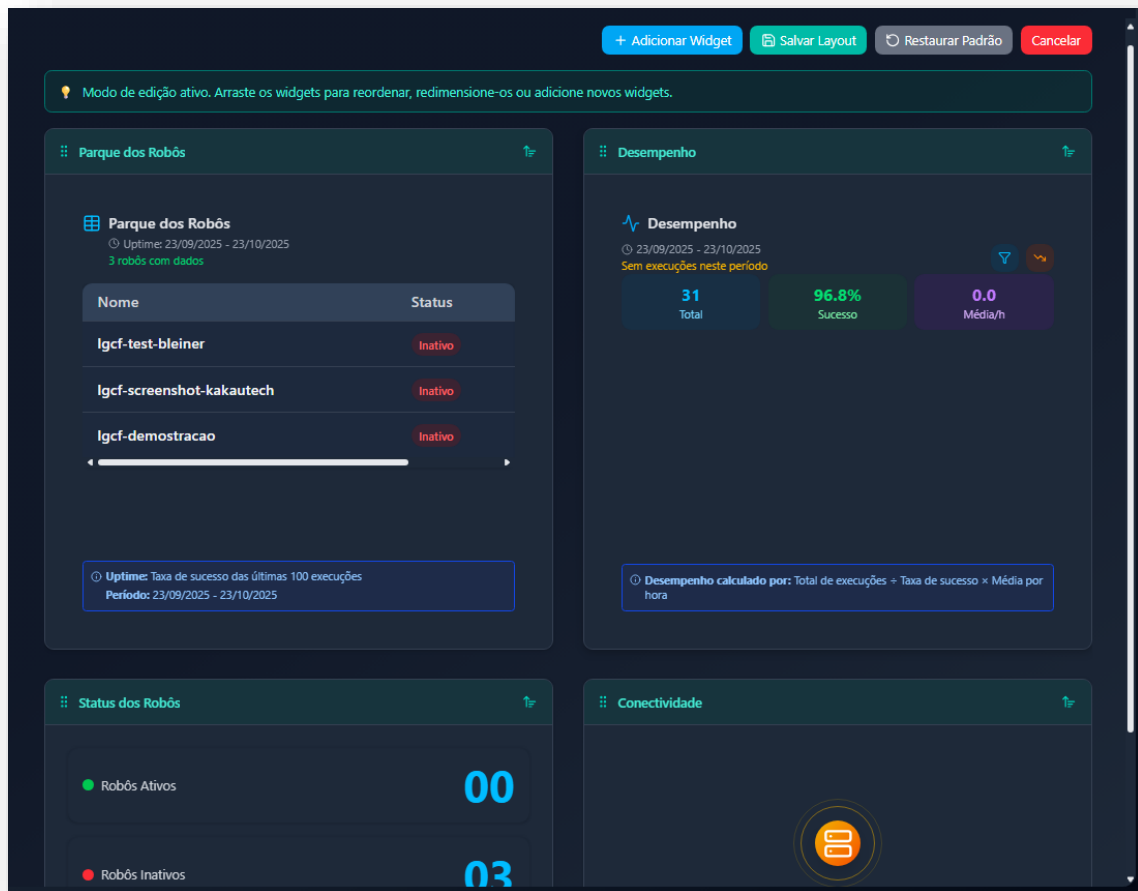 Adicionar Widget
Salvar Layout
Restaurar Padrão
Cancelar
Modo de edição ativo. Arraste os widgets para reordenar, redimensione-os ou adicione novos widgets.
Parque dos Robôs
Parque dos Robôs
Uptime: 23/09/2025 - 23/10/2025
3 robôs com dados
Nome Status
lgcf-test-bleiner Inativo
lgcf-screenshot-kakautech Inativo
lgcf-demostracao Inativo
Uptime: Taxa de sucesso das últimas 100 execuções
Período: 23/09/2025 - 23/10/2025
Desempenho
Desempenho
23/09/2025 - 23/10/2025
Sem execuções neste período
31
Total
96.8%
Sucesso
0.0
Média/h
Desempenho calculado por: Total de execuções ÷ Taxa de sucesso × Média por
hora
Status dos Robôs
Robôs Ativos 00
Robôs Inativos 03
Conectividade